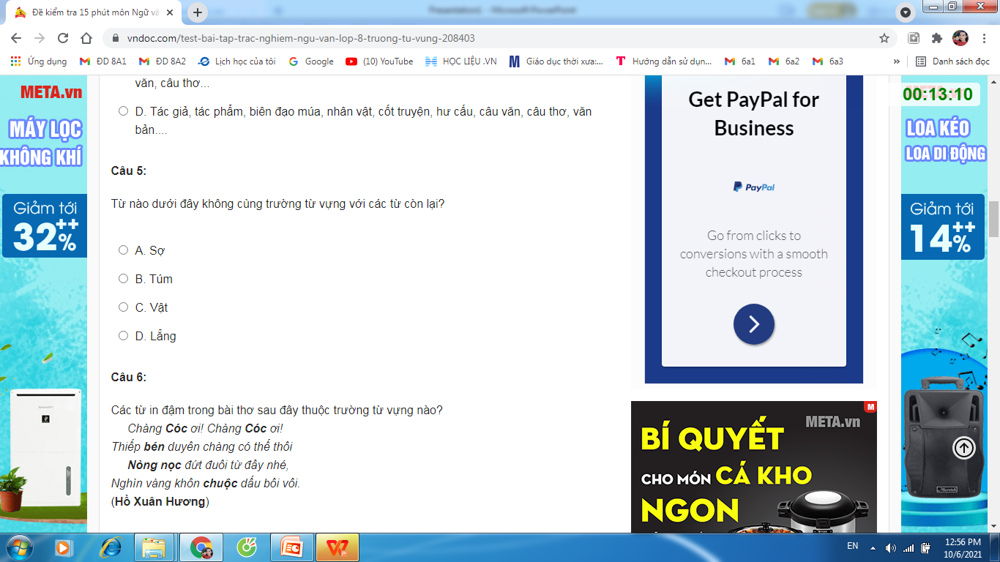 Đề kiểm tra 15 phút môn Ngữ vă
Presentation1 - Microsoft PowerPoint
vndoc.com/test-bai-tap-trac-nghiem-ngu-van-lop-8-truong-tu-vung-208403
Ứng dụng
ĐD 8A1
ĐD 8A2
Lịch học của tôi
Google
(10) YouTube
HỌC LIỆU .VN
Giáo dục thời xưa:...
Hướng dẫn sử dụn...
6a1
6a2
6a3
»
Danh sách đọc
META.vn
MÁY LỌC
KHÔNG KHÍ
Giảm tới
32++%
văn, câu thơ...
D. Tác giả, tác phẩm, biên đạo múa, nhân vật, cốt truyện, hư cấu, câu văn, câu thơ, văn
bản....
Câu 5:
Từ nào dưới đây không cùng trường từ vựng với các từ còn lại?
A. Sợ
B. Túm
C. Vật
D. Lẳng
Câu 6:
Các từ in đậm trong bài thơ sau đây thuộc trường từ vựng nào?
Chàng Cóc ơi! Chàng Cóc ơi!
Thiếp bén duyên chàng có thế thôi
Nòng nọc đứt đuôi từ đây nhé,
Nghìn vàng khôn chuộc dấu bôi vôi.
(Hồ Xuân Hương)
Get PayPal for
Business
PayPal
Go from clicks to
conversions with a smooth
checkout process
META.vn
BÍ QUYẾT
CHO MÓN CÁ KHO
NGON
00:13:10
LOA KÉO
LOA DI ĐỘNG
Giảm tới
14++%
EN
12:56 PM
10/6/2021